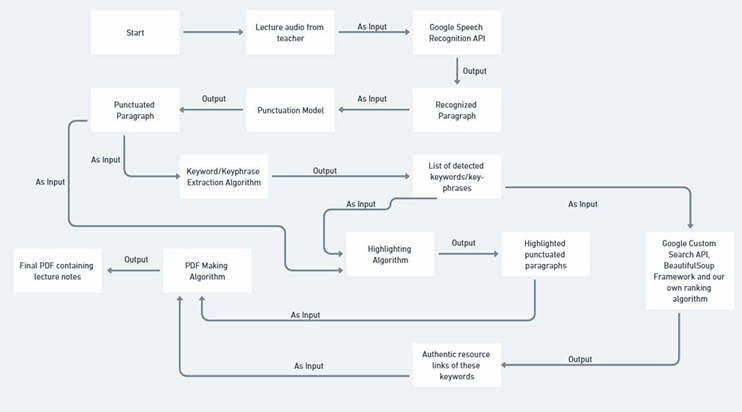 Start
Lecture audio from
teacher
As Input
Google Speech
Recognition API
Output
Recognized
Paragraph
As Input
Punctuation Model
Output
Punctuated
Paragraph
As Input
As Input
Keyword/Keyphrase
Extraction Algorithm
Output
List of detected
keywords/key-
phrases
As Input
As Input
Highlighting
Algorithm
Output
Highlighted
punctuated
paragraphs
Google Custom
Search API,
BeautifulSoup
Framework and our
own ranking
algorithm
Final PDF containing
lecture notes
Output
PDF Making
Algorithm
As Input
As Input
Authentic resource
links of these
keywords
Output